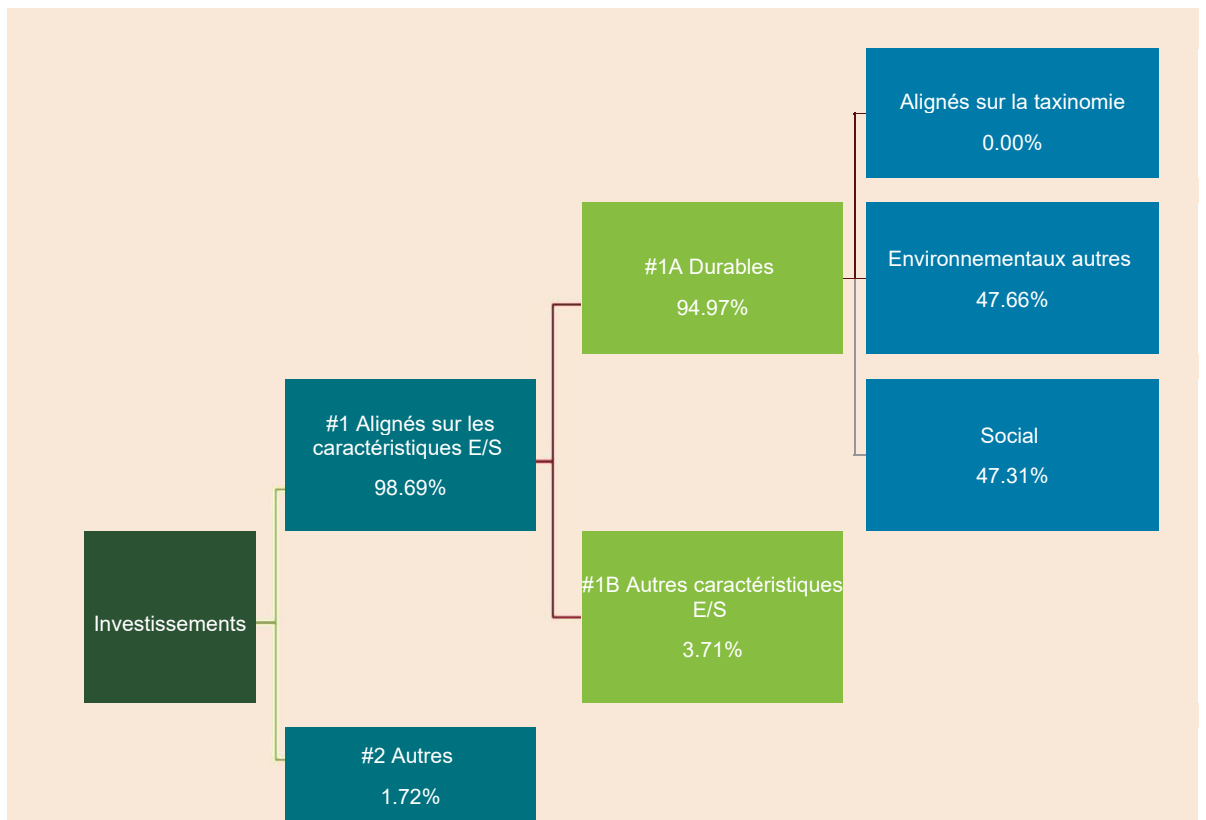 Alignés sur la taxinomie
0.00%
#1A Durables
94.97%
Environnementaux autres
47.66%
#1 Alignés sur les
caractéristiques E/S
98.69%
Social
47.31%
Investissements
#1B Autres caractéristiques
E/S
3.71%
#2 Autres
1.72%